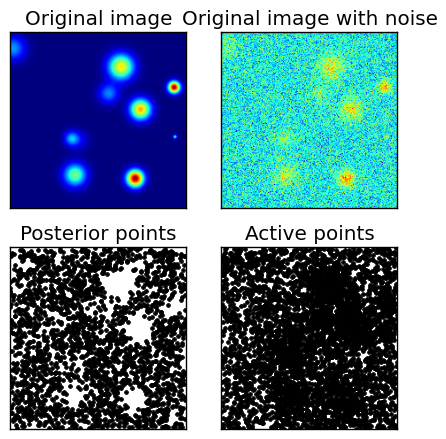 Original image
Original image with noise
Posterior points
Active points